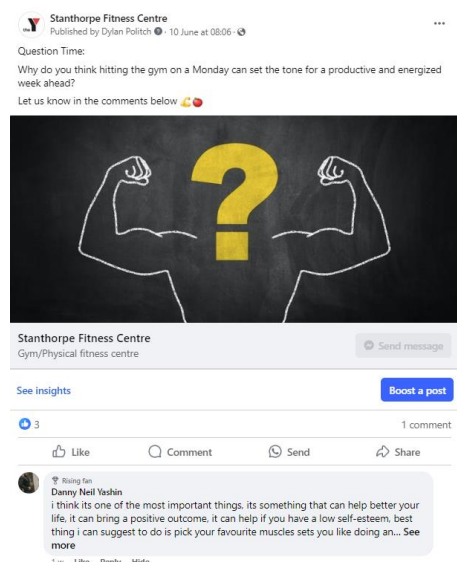 the Y
Stanthorpe Fitness Centre
Published by Dylan Politch · 10 June at 08:06 ·
Question Time:
Why do you think hitting the gym on a Monday can set the tone for a productive and energized
week ahead?
Let us know in the comments below
?
Stanthorpe Fitness Centre
Gym/Physical fitness centre
Send message
See insights
Boost a post
3
1 comment
Like Comment Send Share
Rising fan
Danny Neil Yashin
i think its one of the most important things, its something that can help better your
life, it can bring a positive outcome, it can help if you have a low self-esteem, best
thing i can suggest to do is pick your favourite muscles sets you like doing an... See
more
1 w Like Reply Hide